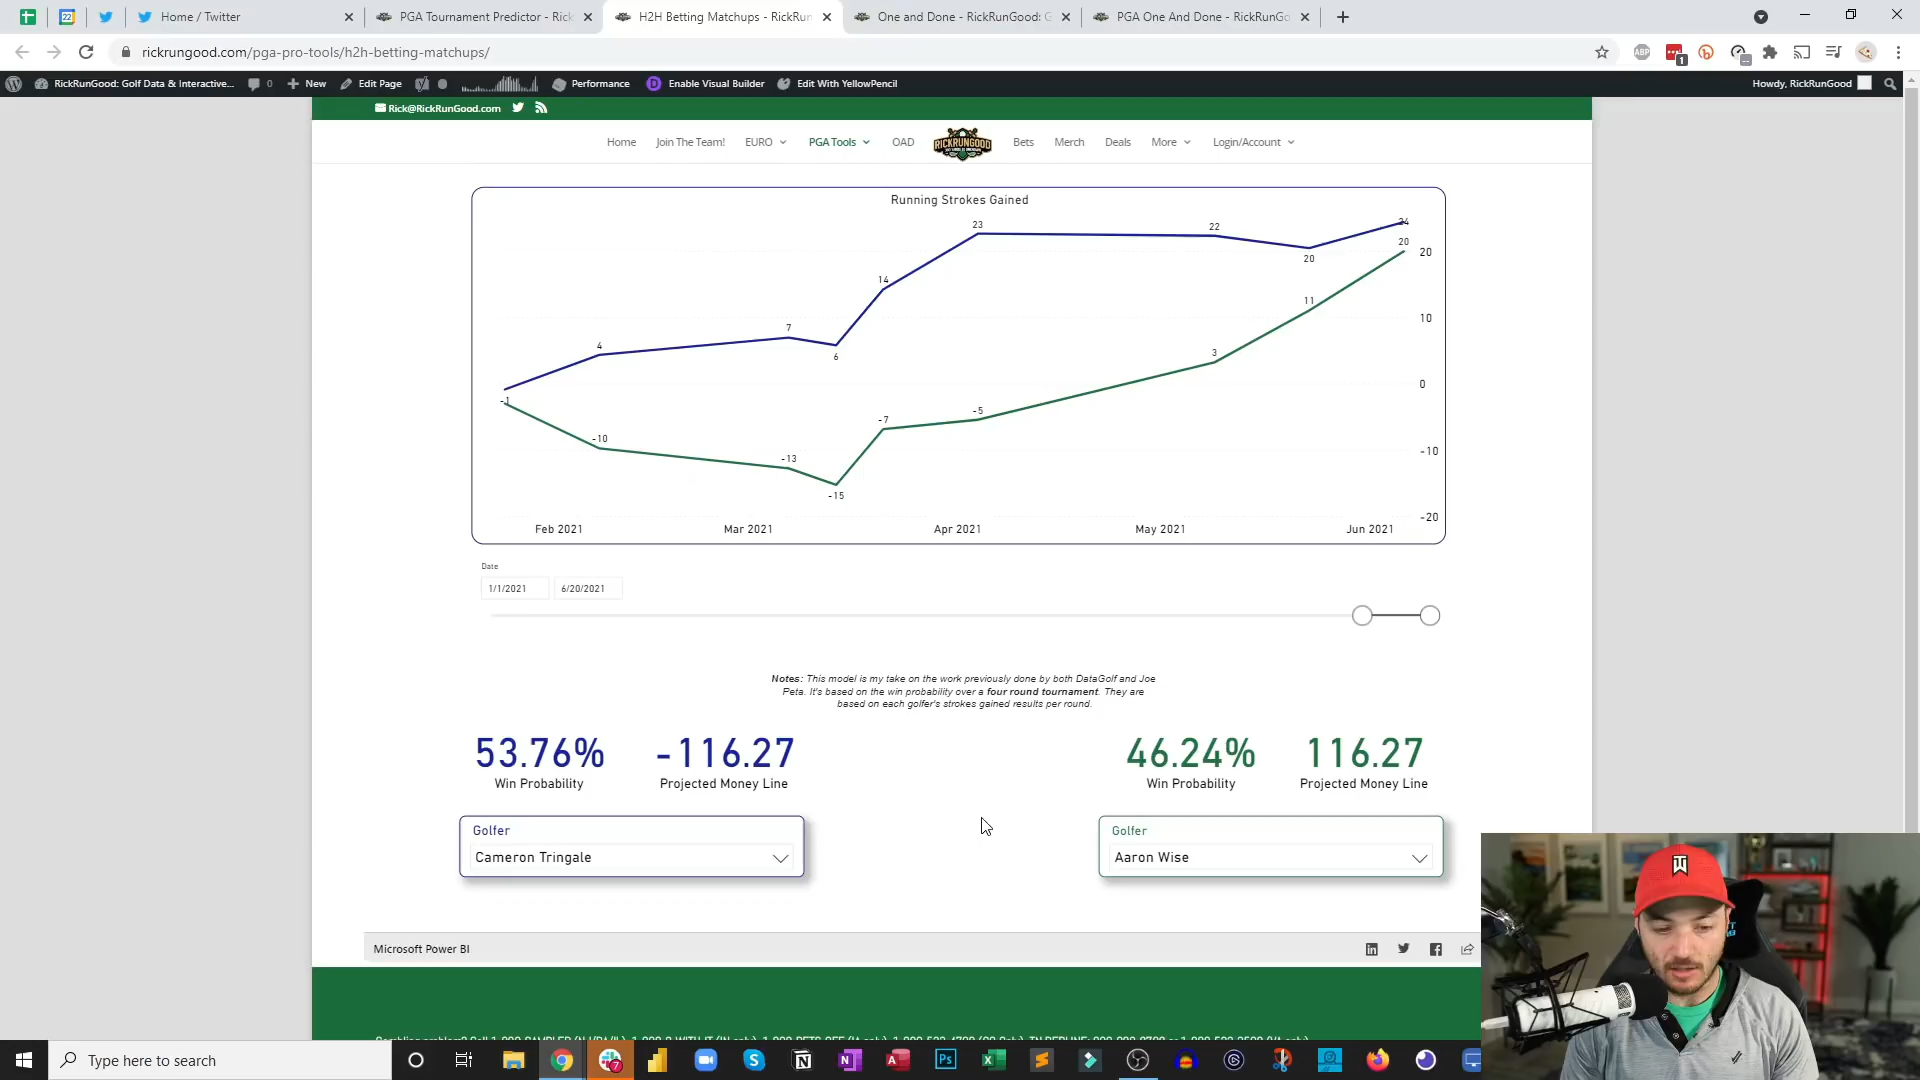 Home / Twitter
PGA Tournament Predictor - Rick
H2H Betting Matchups - RickRun
One and Done - RickRunGood: G
PGA One And Done - RickRunGo
rickrungood.com/pga-pro-tools/h2h-betting-matchups/
RickRunGood: Golf Data & Interactive...
0
New
Edit Page
Performance
Enable Visual Builder
Edit With YellowPencil
Howdy, RickRunGood
Rick@RickRunGood.com
Home
Join The Team!
EURO
PGA Tools
OAD
RICKRUNGOOD
Bets
Merch
Deals
More
Login/Account
Running Strokes Gained
23
22
24
20
20
20
14
11
10
7
6
4
3
0
-1
-5
-7
-10
-10
-13
-15
-20
Feb 2021
Mar 2021
Apr 2021
May 2021
Jun 2021
Date
1/1/2021
6/20/2021
Notes: This model is my take on the work previously done by both DataGolf and Joe
Peta. It's based on the win probability over a four round tournament. They are
based on each golfer's strokes gained results per round.
53.76%
-116.27
46.24%
116.27
Win Probability
Projected Money Line
Win Probability
Projected Money Line
Golfer
Cameron Tringale
Golfer
Aaron Wise
Microsoft Power BI
Type here to search